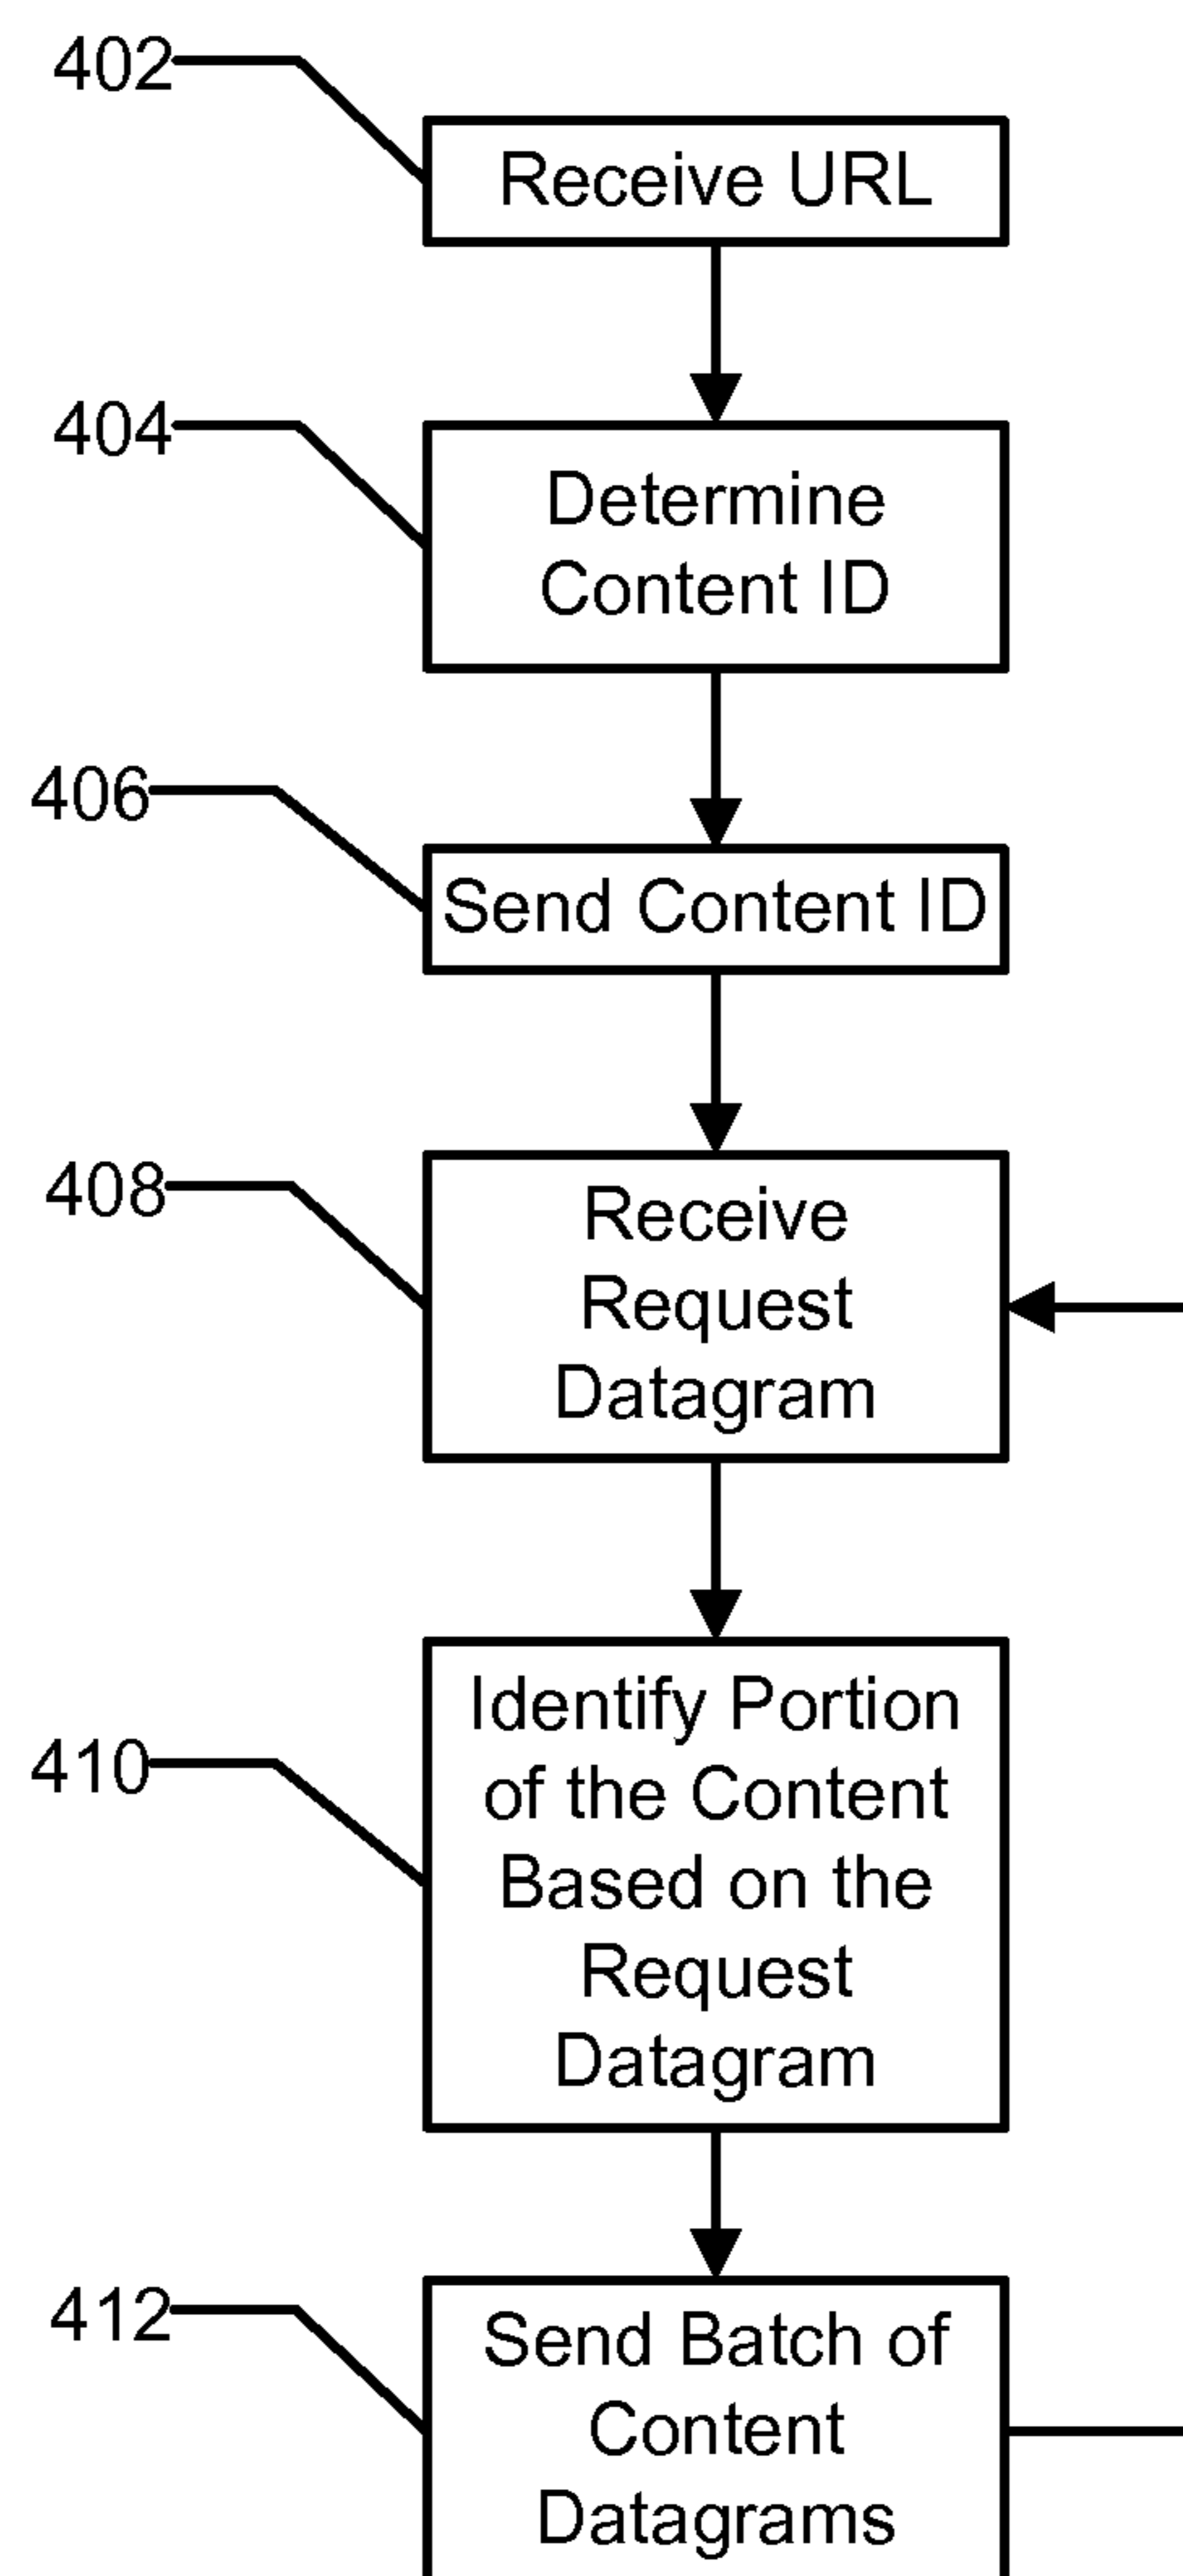 402
Receive URL
404
Determine
Content ID
406
Send Content ID
408
Receive
Request
Datagram
410
Identify Portion
of the Content
Based on the
Request
Datagram
412
Send Batch of
Content
Datagrams